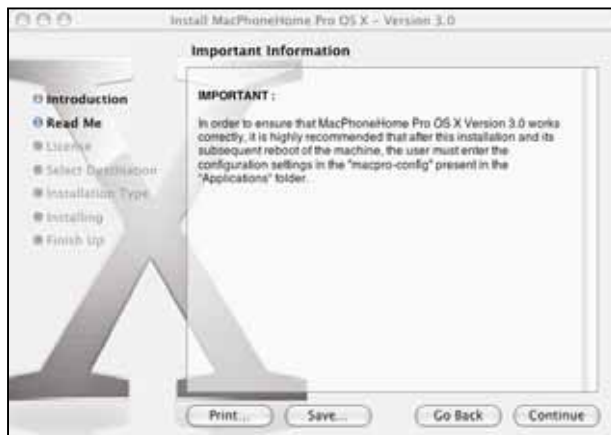 Install MacPhoneHome Pro OS X - Version 3.0
Important Information
Introduction
Read Me
License
Select Destination
Installation Type
Installing
Finish Up
IMPORTANT :
In order to ensure that MacPhoneHome Pro OS X Version 3.0 works
correctly, it is highly recommended that after this installation and its
subsequent reboot of the machine, the user must enter the
configuration settings in the "macpro-config" present in the
"Applications" folder.
Print...
Save...
Go Back
Continue